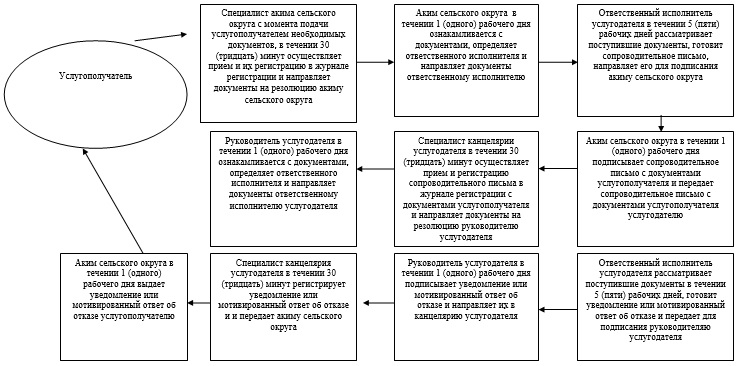 Услугополучатель
Специалист акима сельского
округа с момента подачи
услугополучателем необходимых
документов, в течении 30
(тридцать) минут осуществляет
прием и их регистрацию в журнале
регистрации и направляет
документы на резолюцию акиму
сельского округа
Аким сельского округа в
течении 1 (одного) рабочего дня
ознакамливается с
документами, определяет
ответственного исполнителя и
направляет документы
ответственному исполнителю
Ответственный исполнитель
услугодателя в течении 5 (пяти)
рабочих дней рассматривает
поступившие документы, готовит
сопроводительное письмо,
направляет его для подписания
акиму сельского округа
Аким сельского округа в течении 1
(одного) рабочего дня
подписывает сопроводительное
письмо с документами
услугополучателя и передает
сопроводительное письмо с
документами услугополучателя
услугодателю
Специалист канцелярии
услугодателя в течении 30
(тридцать) минут осуществляет
прием и регистрацию
сопроводительного письма в
журнале регистрации с
документами услугополучателя
и направляет документы на
резолюцию руководителю
услугодателя
Руководитель услугодателя в
течении 1 (одного) рабочего дня
ознакамливается с документами,
определяет ответственного
исполнителя и направляет
документы ответственному
исполнителю услугодателя
Ответственный исполнитель
услугодателя рассматривает
поступившие документы в течении
5 (пяти) рабочих дней, готовит
уведомление или мотивированный
ответ об отказе и передает для
подписания руководителю
услугодателя
Руководитель услугодателя в
течении 1 (одного) рабочего дня
подписывает уведомление или
мотивированный ответ об
отказе и направляет их в
канцелярию услугодателя
Специалист канцелярия
услугодателя в течении 30
(тридцать) минут регистрирует
уведомление или
мотивированный ответ об отказе
и и передает акиму сельского
округа
Аким сельского округа в
течении 1 (одного)
рабочего дня выдает
уведомление или
мотивированный ответ об
отказе услугополучателю